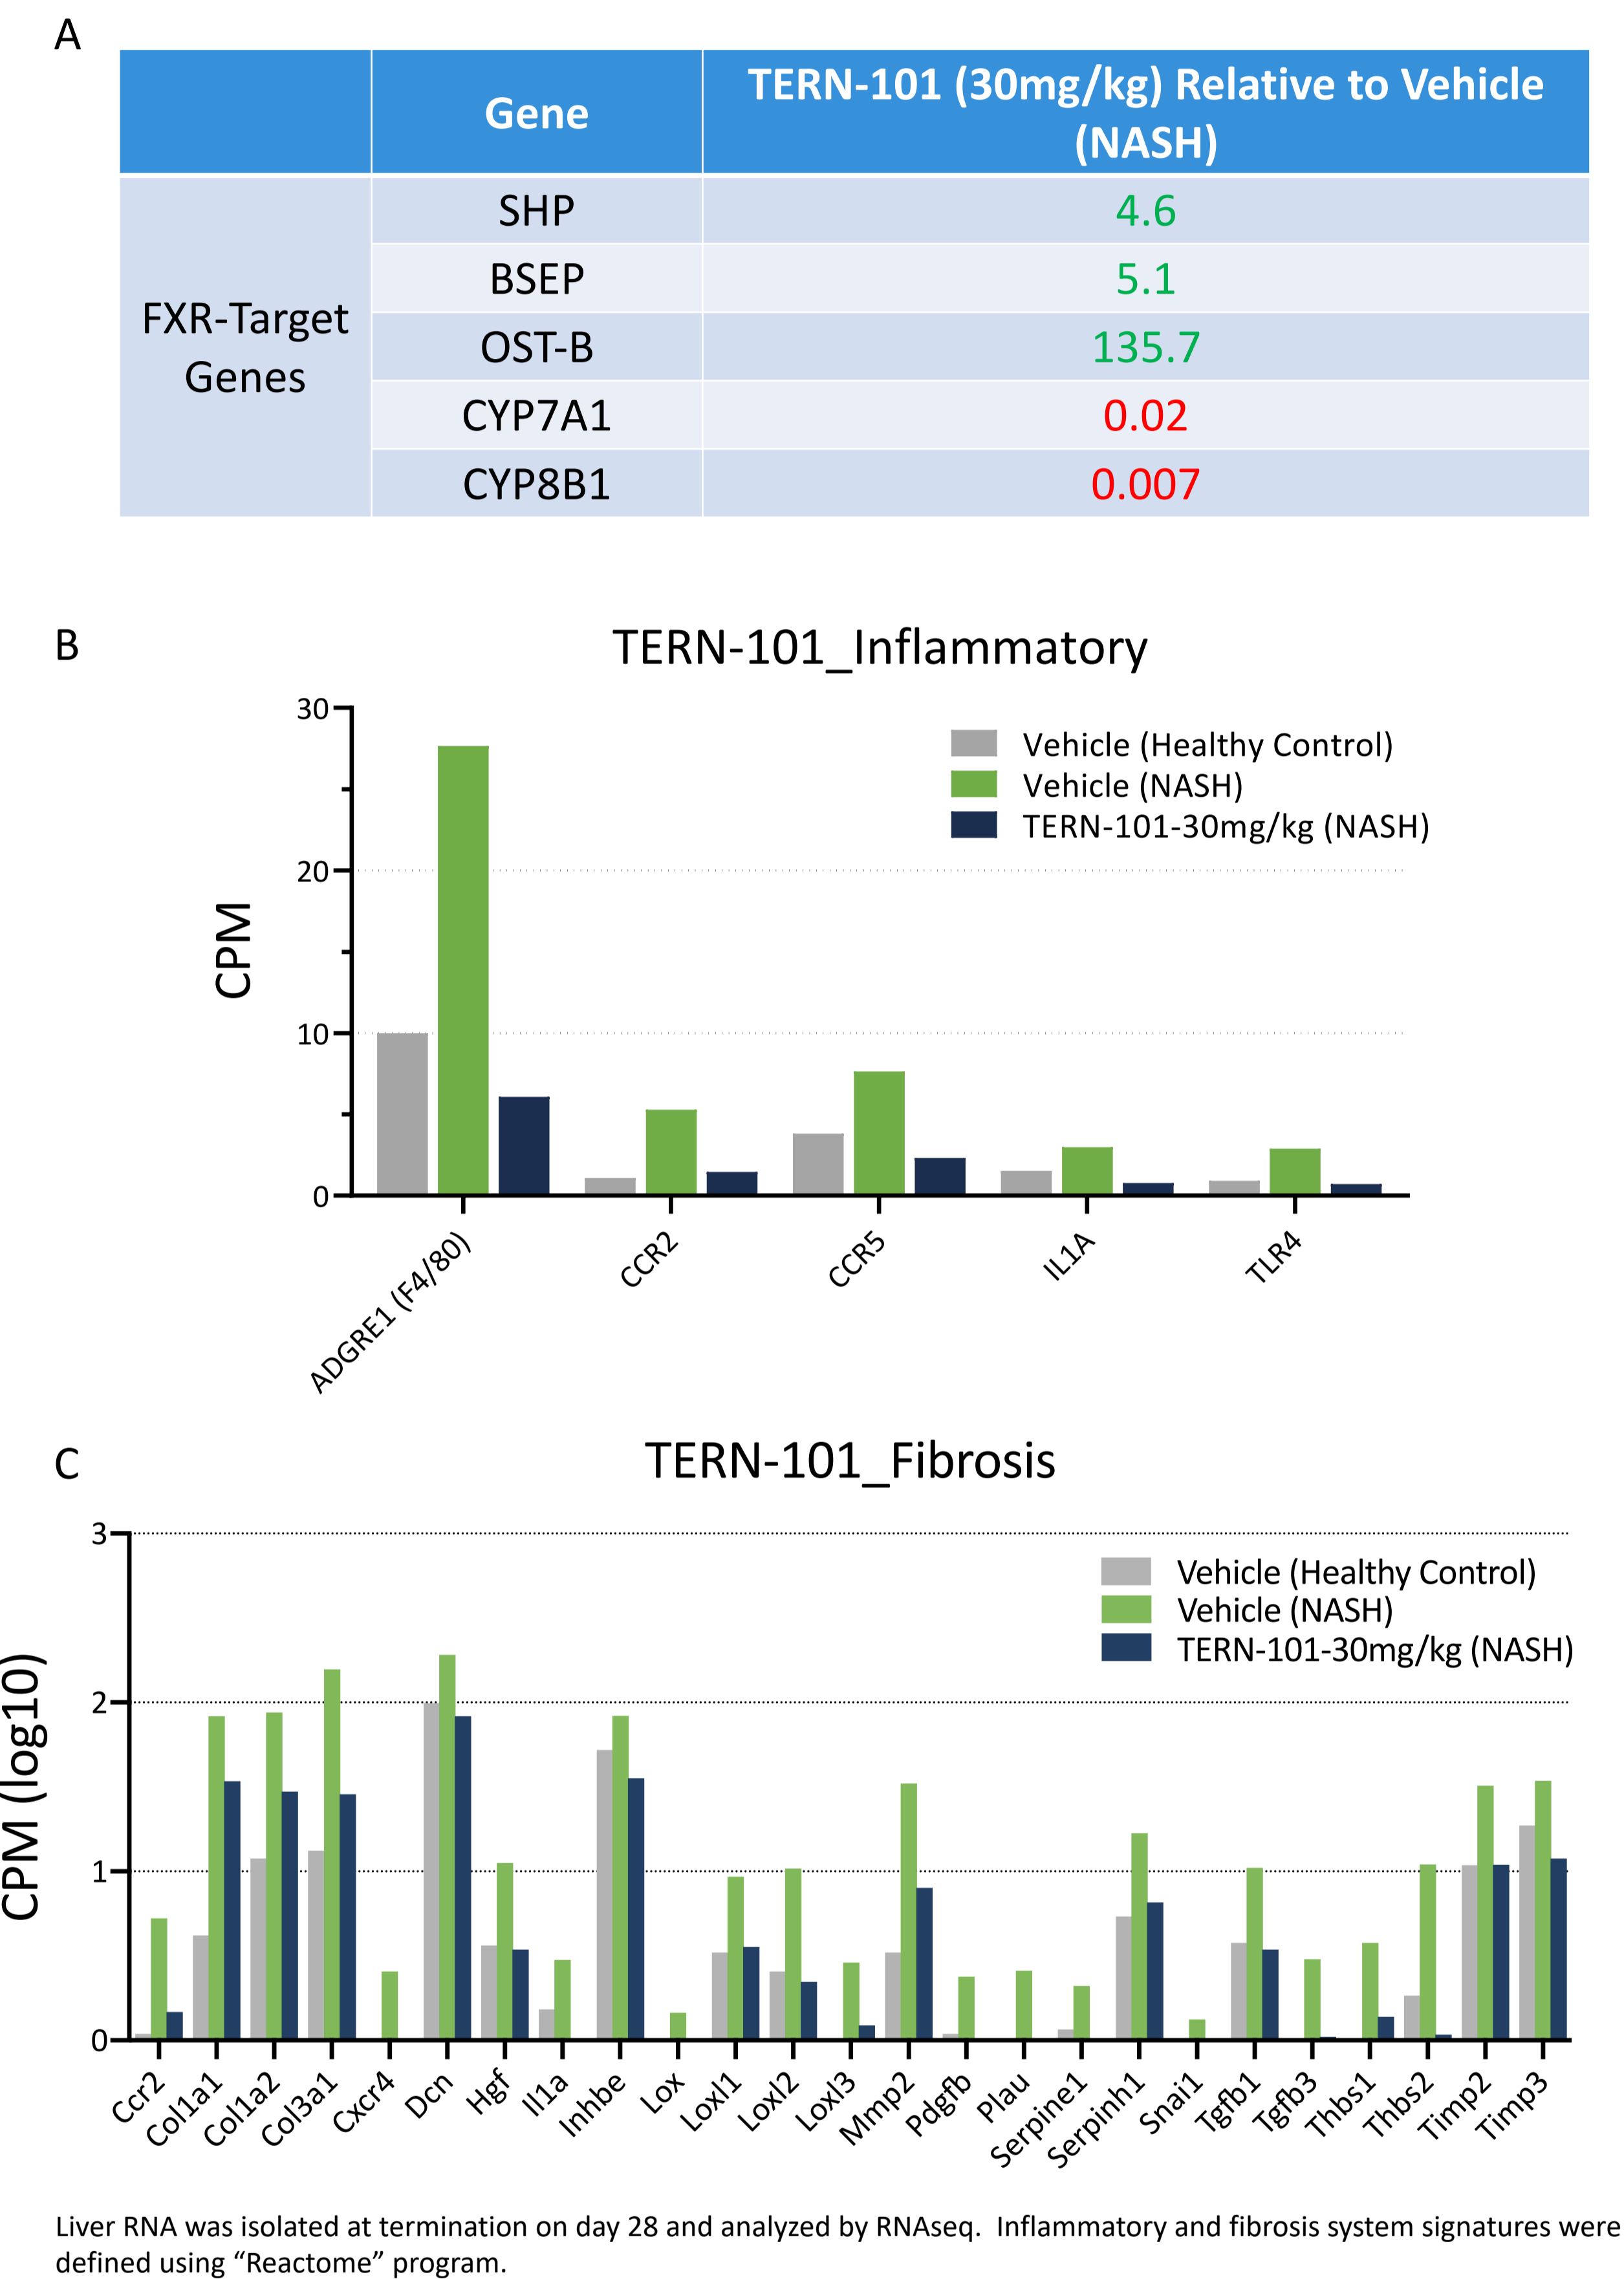 A
Gene
TERN-101 (30mg/kg) Relative to Vehicle
(NASH)
FXR-Target
Genes
SHP
4.6
BSEP
5.1
OST-B
135.7
CYP7A1
0.02
CYP8B1
0.007
B
TERN-101_Inflammatory
30
20
10
0
CPM
Vehicle (Healthy Control)
Vehicle (NASH)
TERN-101-30mg/kg (NASH)
ADGRE1 (F4/80)
CCR2
CCR5
IL1A
TLR4
C
TERN-101_Fibrosis
3
2
1
0
CPM (log10)
Vehicle (Healthy Control)
Vehicle (NASH)
TERN-101-30mg/kg (NASH)
Ccr2
Col1a1
Col1a2
Col3a1
Cxcr4
Dcn
Hgf
Il1a
Inhbe
Lox
Loxl1
Loxl2
Loxl3
Mmp2
Pdgfb
Plau
Serpine1
Serpinh1
Snai1
Tgfb1
Tgfb3
Thbs1
Thbs2
Timp2
Timp3
Liver RNA was isolated at termination on day 28 and analyzed by RNAseq.  Inflammatory and fibrosis system signatures were
defined using “Reactome” program.